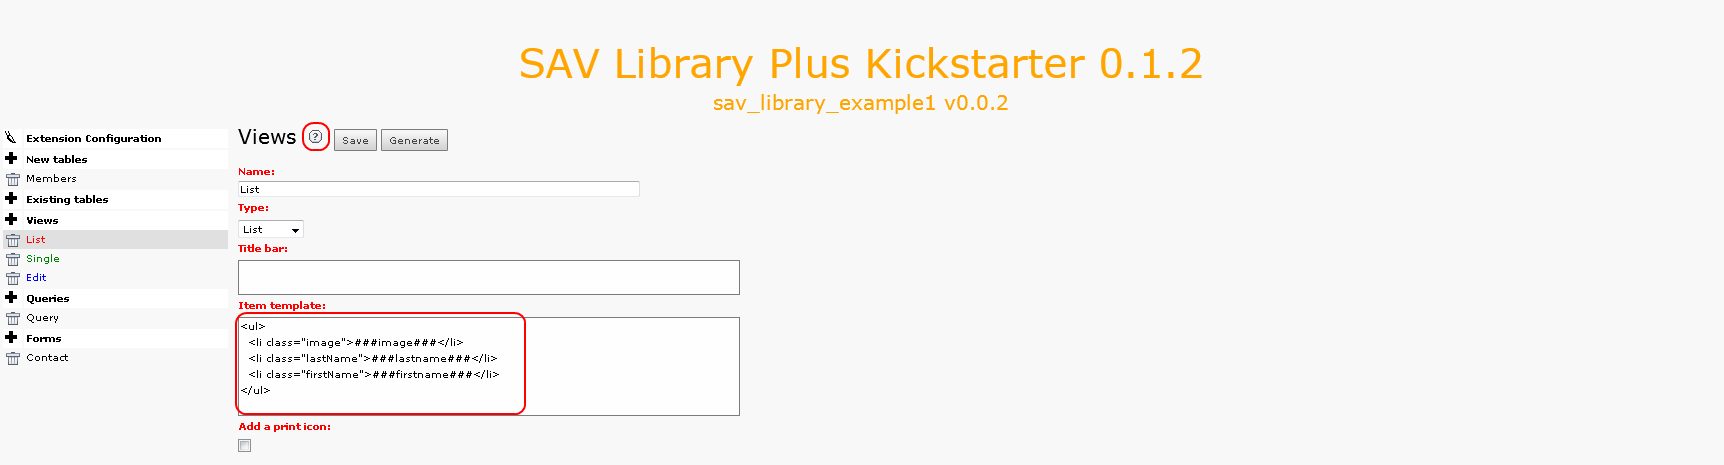 SAV Library Plus Kickstarter 0.1.2
sav_library_example1 v0.0.2
Extension Configuration
New tables
Members
Existing tables
Views
List
Single
Edit
Queries
Query
Forms
Contact
Views ? Save Generate
Name:
List
Type:
List
Title bar:
Item template:
<ul>
  <li class="image">###image###</li>
  <li class="lastName">###lastname###</li>
  <li class="firstName">###firstname###</li>
</ul>
Add a print icon: